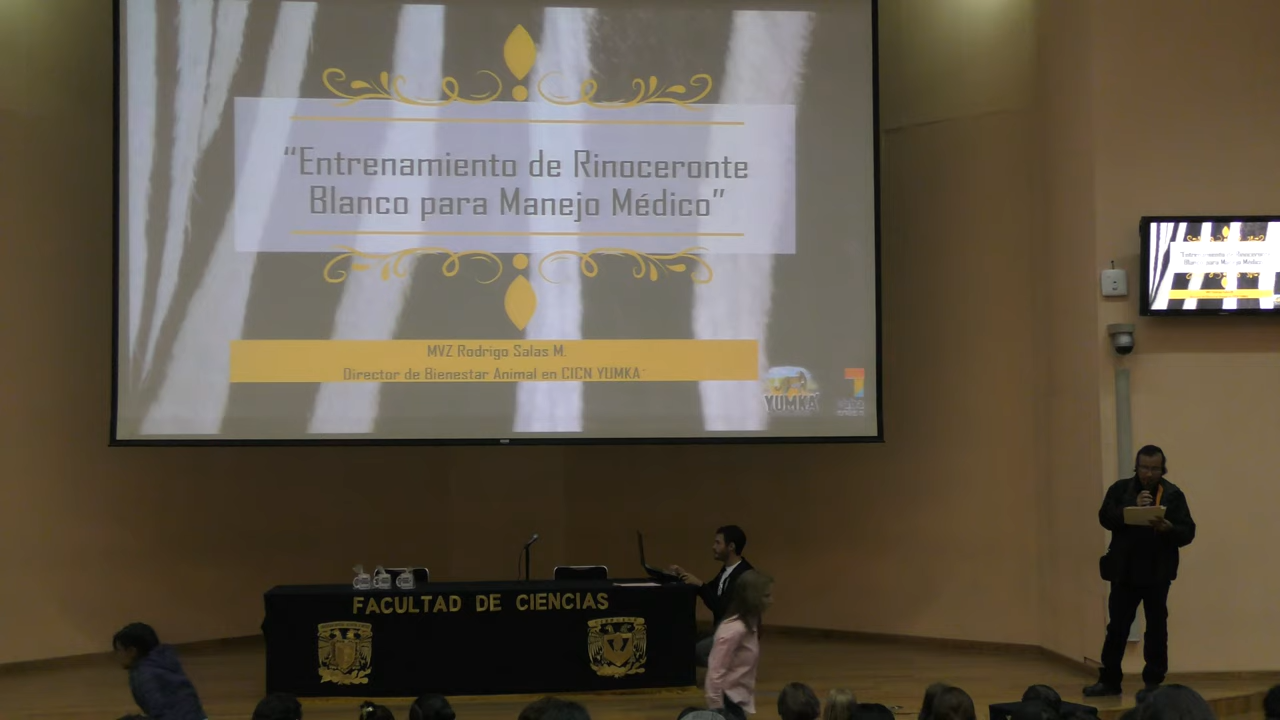 “Entrenamiento de Rinoceronte
Blanco para Manejo Médico”
MVZ Rodrigo Salas M.
Director de Bienestar Animal en CICN YUMKA´
YUMKA'
FACULTAD DE CIENCIAS